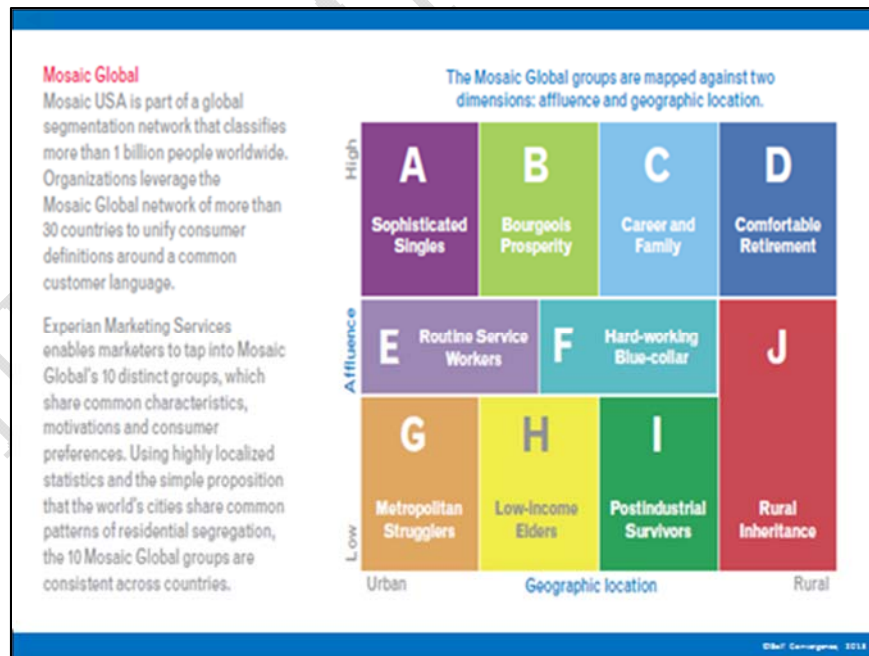 Mosaic Global
Mosaic USA is part of a global
segmentation network that classifies
more than 1 billion people worldwide.
Organizations leverage the
Mosaic Global network of more than
30 countries to unify consumer
definitions around a common
customer language.
Experian Marketing Services
enables marketers to tap into Mosaic
Global's 10 distinct groups, which
share common characteristics,
motivations and consumer
preferences. Using highly localized
statistics and the simple proposition
that the world's cities share common
patterns of residential segregation,
the 10 Mosaic Global groups are
consistent across countries.
The Mosaic Global groups are mapped against two
dimensions: affluence and geographic location.
High
Affluence
Low
A
Sophisticated
Singles
B
Bourgeois
Prosperity
C
Career and
Family
D
Comfortable
Retirement
E
Routine Service
Workers
F
Hard-working
Blue-collar
J
Rural
Inheritance
G
Metropolitan
Strugglers
H
Low-income
Elders
I
Postindustrial
Survivors
Urban
Geographic location
Rural